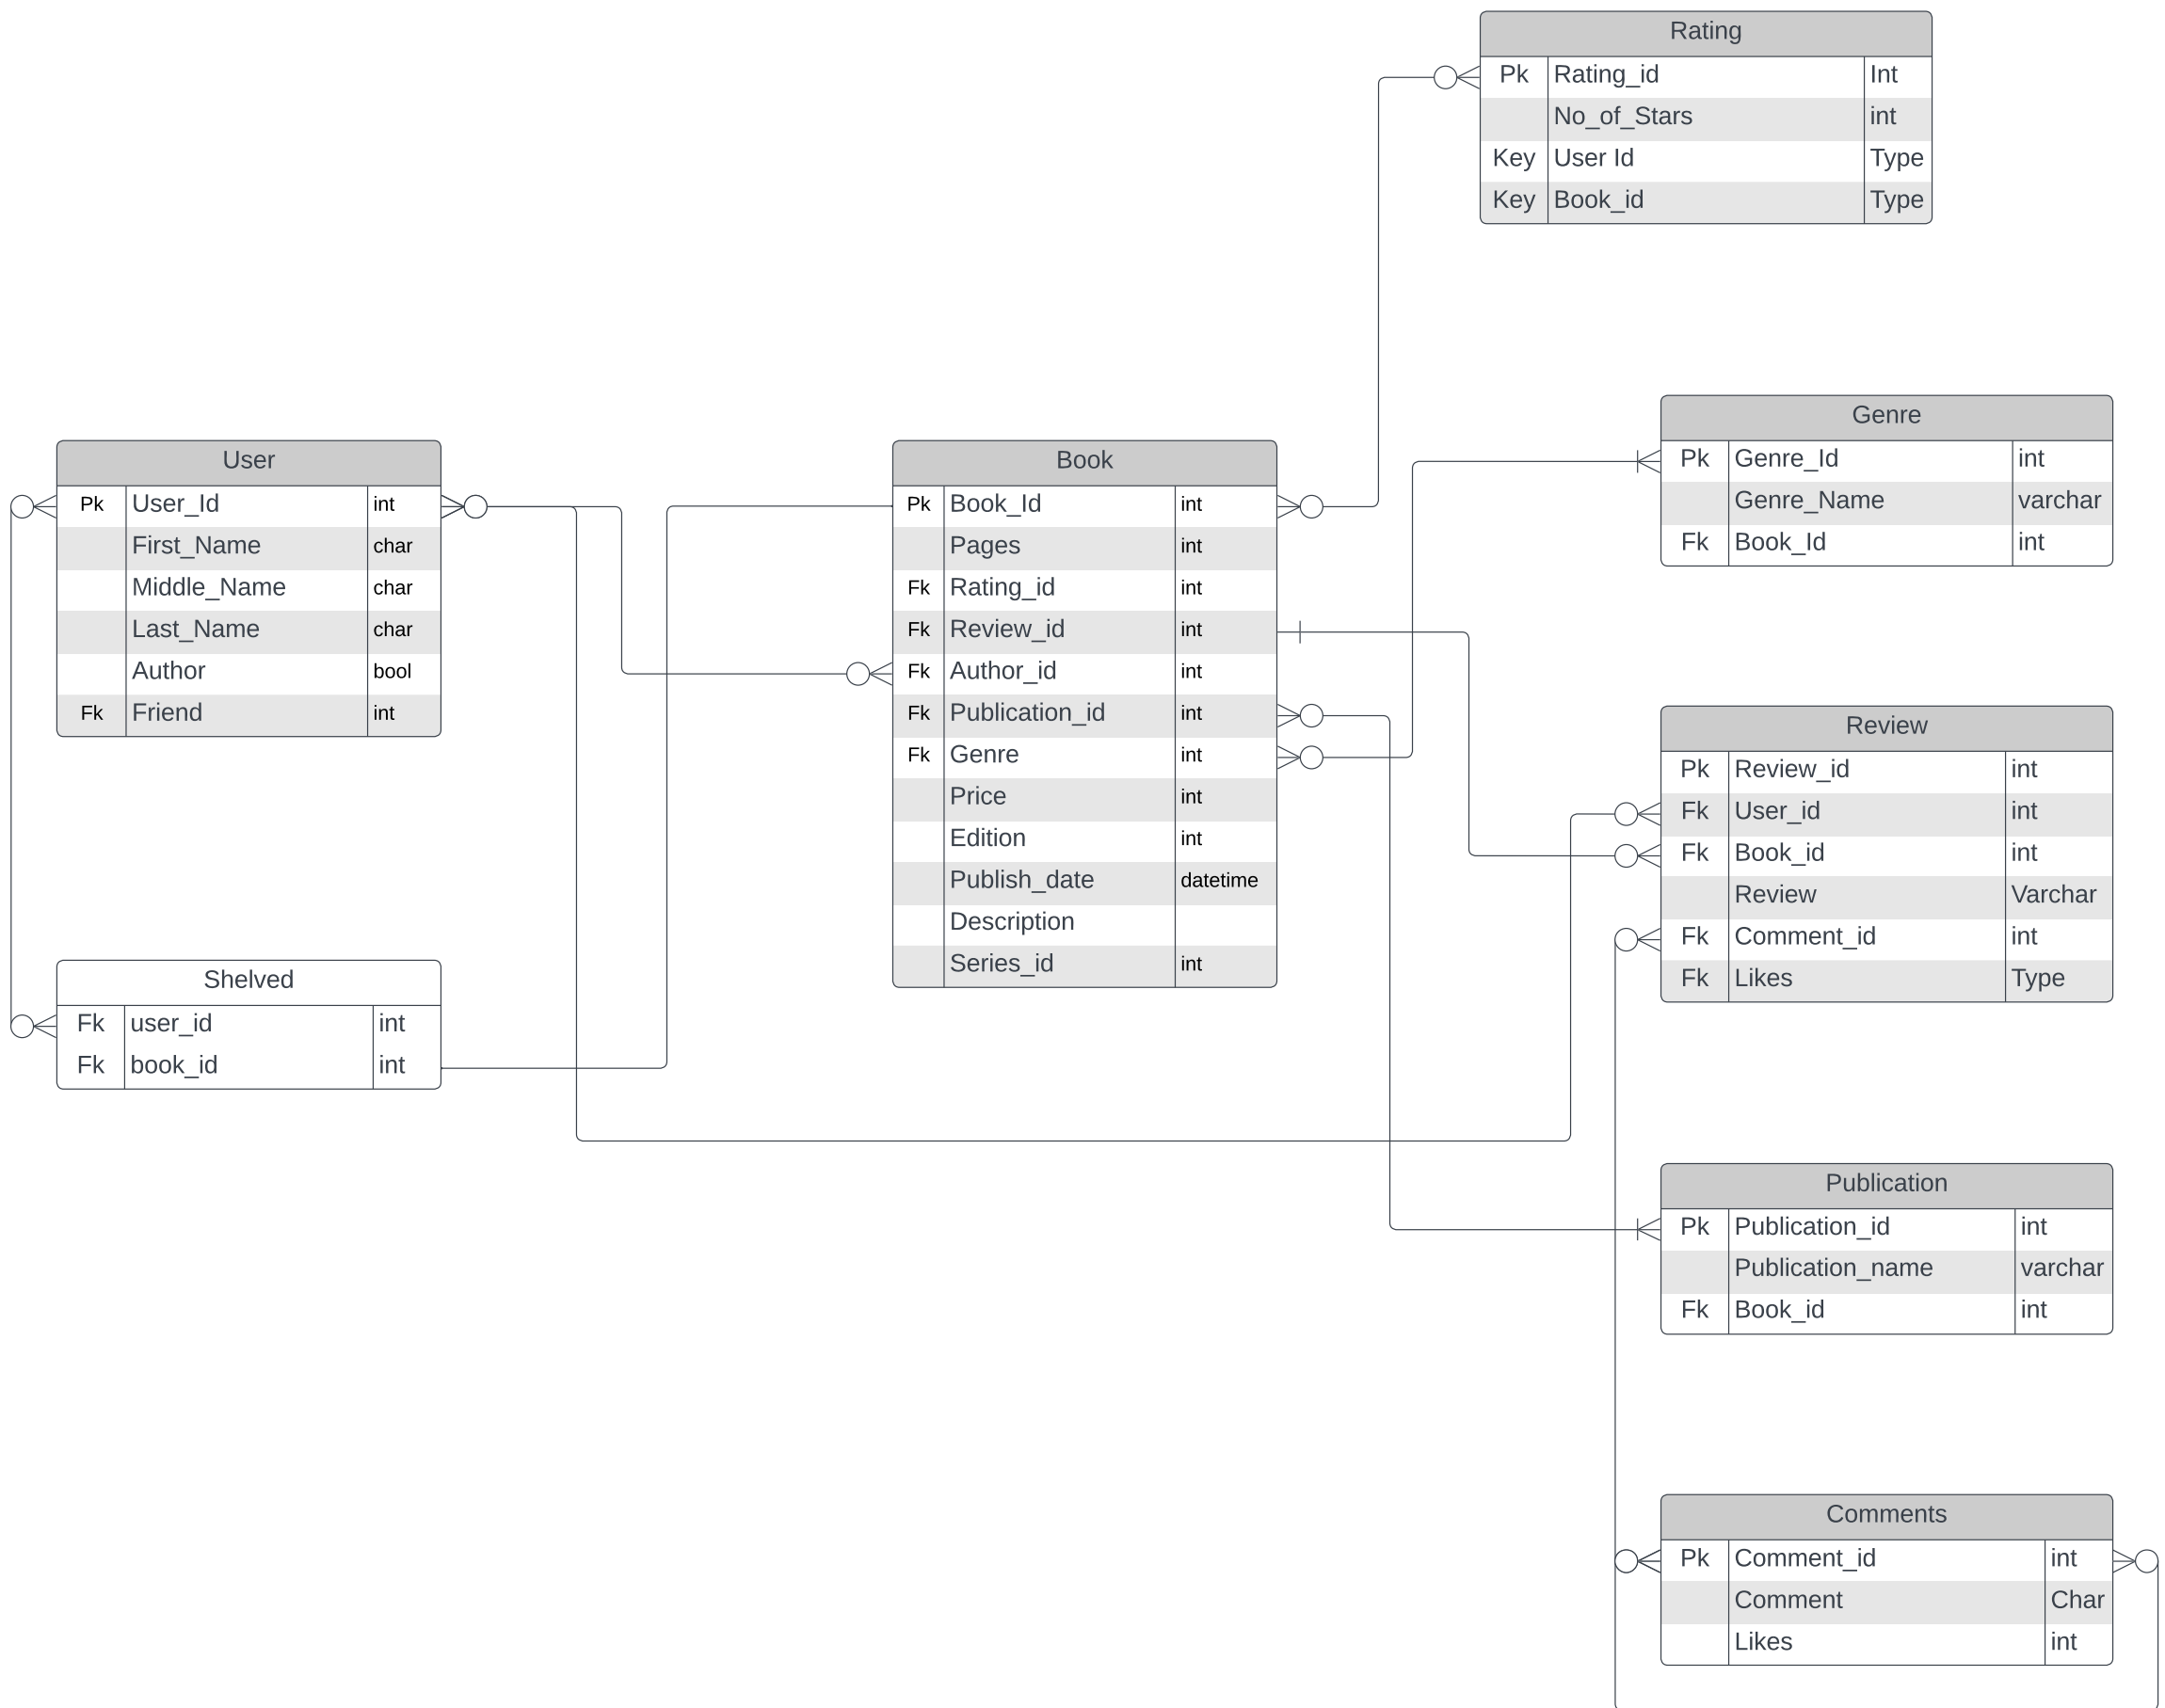 Rating
Pk Rating_id Int
No_of_Stars int
Key User Id Type
Key Book_id Type
Genre
Pk Genre_Id int
Genre_Name varchar
Fk Book_Id int
User
Pk User_Id int
First_Name char
Middle_Name char
Last_Name char
Author bool
Fk Friend int
Book
Pk Book_Id int
Pages int
Fk Rating_id int
Fk Review_id int
Fk Author_id int
Fk Publication_id int
Fk Genre int
Price int
Edition int
Publish_date datetime
Description
Series_id int
Review
Pk Review_id int
Fk User_id int
Fk Book_id int
Review Varchar
Fk Comment_id int
Fk Likes Type
Shelved
Fk user_id int
Fk book_id int
Publication
Pk Publication_id int
Publication_name varchar
Fk Book_id int
Comments
Pk Comment_id int
Comment Char
Likes int